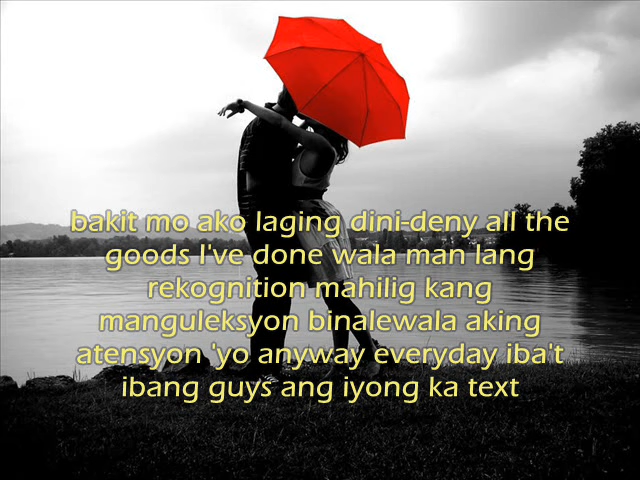 bakit mo ako laging dini-deny all the
goods I've done wala man lang
rekognition mahilig kang
manguleksyon binalewala aking
atensyon 'yo anyway everyday iba't
ibang guys ang iyong ka text